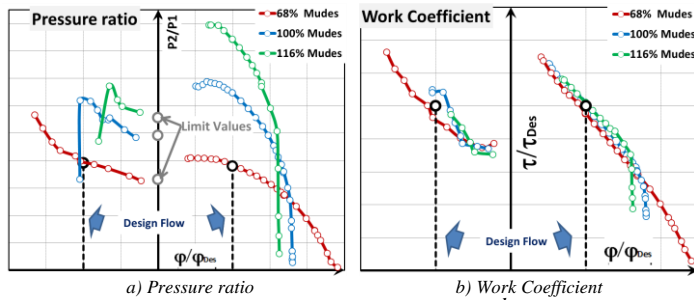 Pressure ratio
P2/P1
68% Mudes
100% Mudes
116% Mudes
Limit Values
Design Flow
φ/φDes
a) Pressure ratio
Work Coefficient
68% Mudes
100% Mudes
116% Mudes
τ/τDes
Design Flow
φ/φDes
b) Work Coefficient